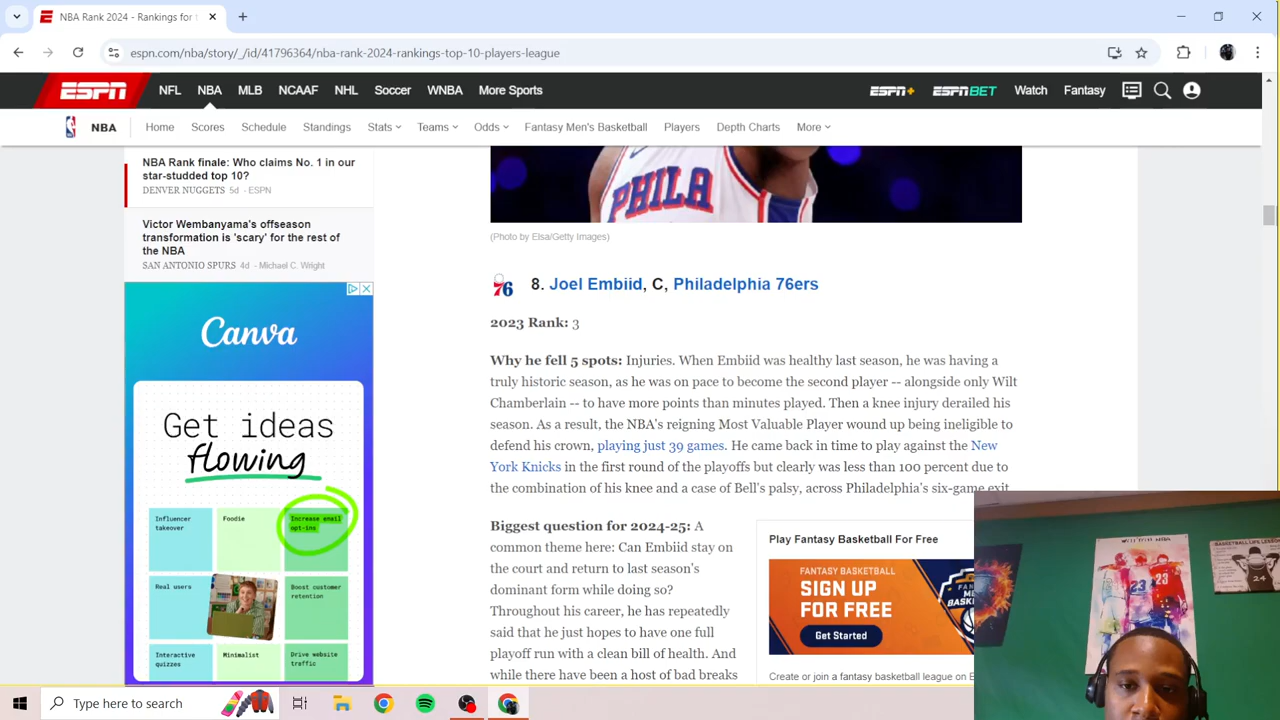 NBA Rank 2024 - Rankings for
espn.com/nba/story/_/id/41796364/nba-rank-2024-rankings-top-10-players-league
ESPN NFL NBA MLB NCAAF NHL Soccer WNBA More Sports ESPN+ ESPN BET Watch Fantasy
NBA Home Scores Schedule Standings Stats Teams Odds Fantasy Men's Basketball Players Depth Charts More
NBA Rank finale: Who claims No. 1 in our
star-studded top 10?
DENVER NUGGETS 5d - ESPN
Victor Wembanyama's offseason
transformation is 'scary' for the rest of
the NBA
SAN ANTONIO SPURS 4d - Michael C. Wright
Canva
Get ideas
flowing
Influencer
takeover
Foodie
Increase email
opt-ins
Real users
Boost customer
retention
Interactive
quizzes
Minimalist
Drive website
traffic
PHILA
(Photo by Elsa/Getty Images)
76 8. Joel Embiid, C, Philadelphia 76ers
2023 Rank: 3
Why he fell 5 spots: Injuries. When Embiid was healthy last season, he was having a
truly historic season, as he was on pace to become the second player -- alongside only Wilt
Chamberlain -- to have more points than minutes played. Then a knee injury derailed his
season. As a result, the NBA's reigning Most Valuable Player wound up being ineligible to
defend his crown, playing just 39 games. He came back in time to play against the New
York Knicks in the first round of the playoffs but clearly was less than 100 percent due to
the combination of his knee and a case of Bell's palsy, across Philadelphia's six-game exit
Biggest question for 2024-25: A
common theme here: Can Embiid stay on
the court and return to last season's
dominant form while doing so?
Throughout his career, he has repeatedly
said that he just hopes to have one full
playoff run with a clean bill of health. And
while there have been a host of bad breaks
Play Fantasy Basketball For Free
FANTASY BASKETBALL
SIGN UP
FOR FREE
Get Started
Create or join a fantasy basketball league on E
23
24
Type here to search